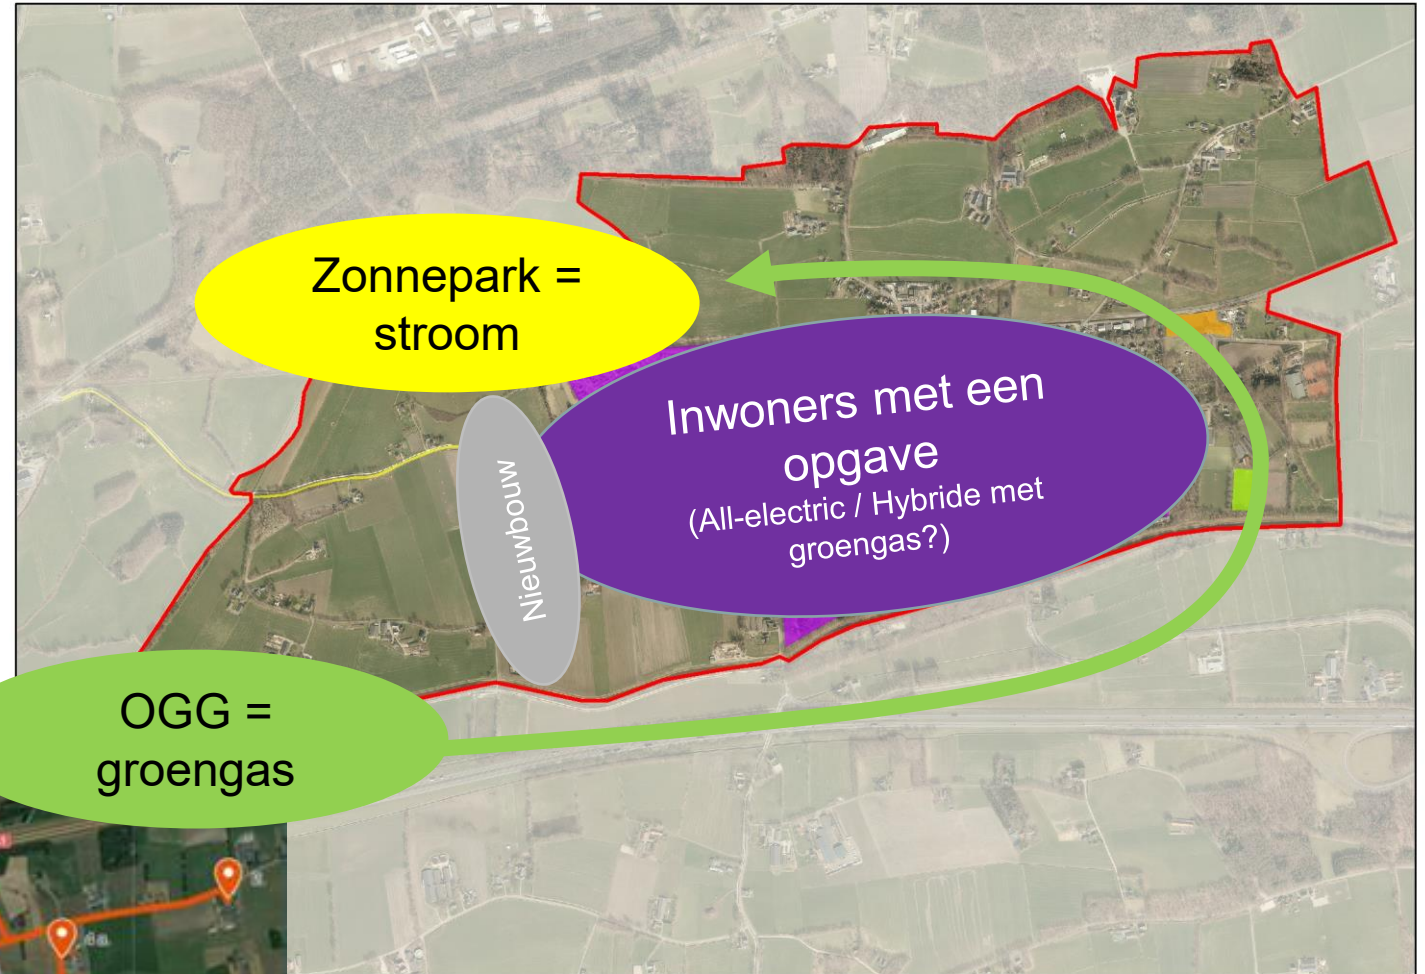 Zonnepark =
stroom
Inwoners met een
opgave
(All-electric / Hybride met
groengas?)
Nieuwbouw
OGG =
groengas